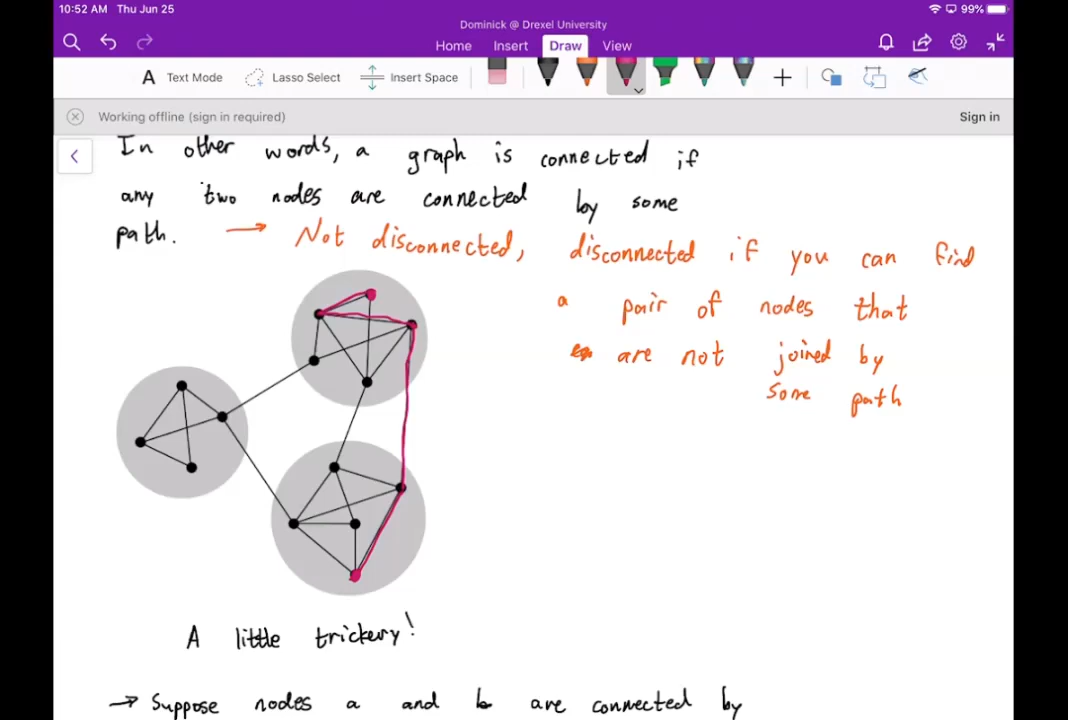 10:52 AM Thu Jun 25
99%
Dominick @ Drexel University
Home Insert Draw View
A Text Mode Lasso Select Insert Space
Working offline (sign in required) Sign in
In other words, a graph is connected if
any two nodes are connected by some
path. → Not disconnected, disconnected if you can find
a pair of nodes that
are not joined by
some path
A little trickery!
→ Suppose nodes a and b are connected by